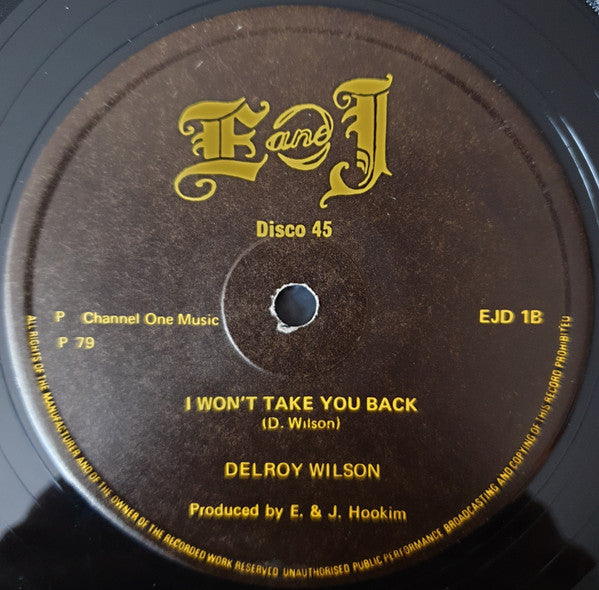 E and J
Disco 45
P Channel One Music
P 79
EJD 1B
I WON'T TAKE YOU BACK
(D. Wilson)
DELROY WILSON
Produced by E. & J. Hookim
ALL RIGHTS OF THE MANUFACTURER AND OF THE OWNER OF THE RECORDED WORK RESERVED UNAUTHORISED PUBLIC PERFORMANCE BROADCASTING AND COPYING OF THIS RECORD PROHIBITED